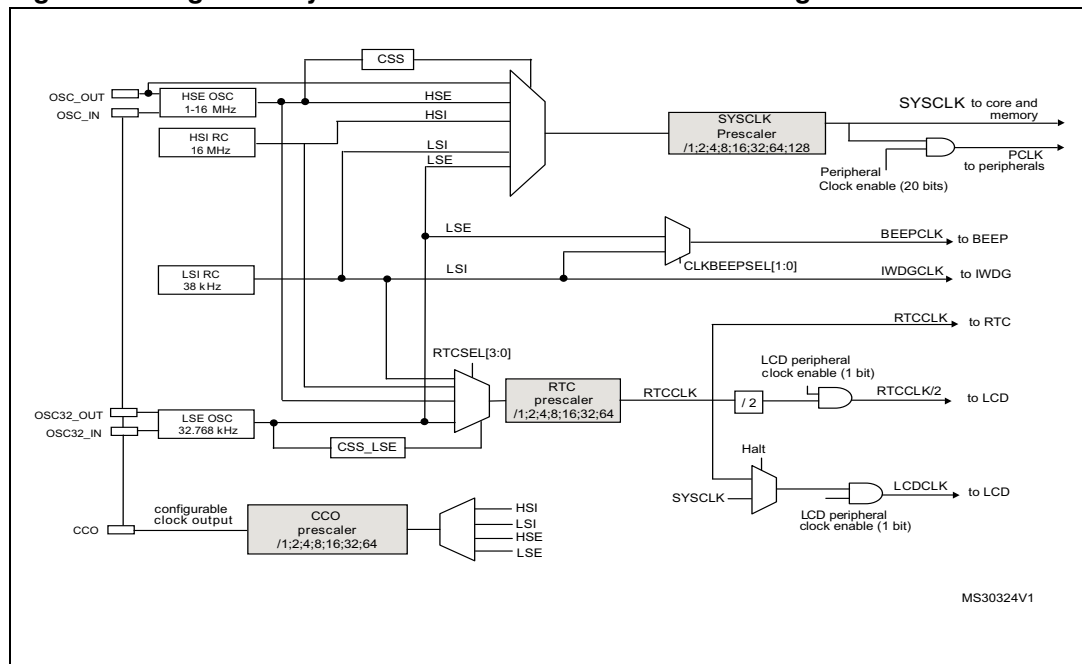 CSS
OSC_OUT
OSC_IN
HSE OSC
1-16 MHz
HSE
HSI
HSI RC
16 MHz
LSI
LSE
SYSCLK
Prescaler
/1;2;4;8;16;32;64;128
SYSCLK to core and
memory
PCLK
to peripherals
Peripheral
Clock enable (20 bits)
LSE
BEEPCLK to BEEP
CLKBEEPSEL[1:0]
LSI RC
38 kHz
LSI
IWDGCLK to IWDG
RTCCLK to RTC
RTCSEL[3:0]
LCD peripheral
clock enable (1 bit)
RTC
prescaler
/1;2;4;8;16;32;64
RTCCLK
/ 2
RTCCLK/2 to LCD
OSC32_OUT
OSC32_IN
LSE OSC
32.768 kHz
CSS_LSE
Halt
SYSCLK
LCDCLK to LCD
LCD peripheral
clock enable (1 bit)
CCO
configurable
clock output
CCO
prescaler
/1;2;4;8;16;32;64
HSI
LSI
HSE
LSE
MS30324V1